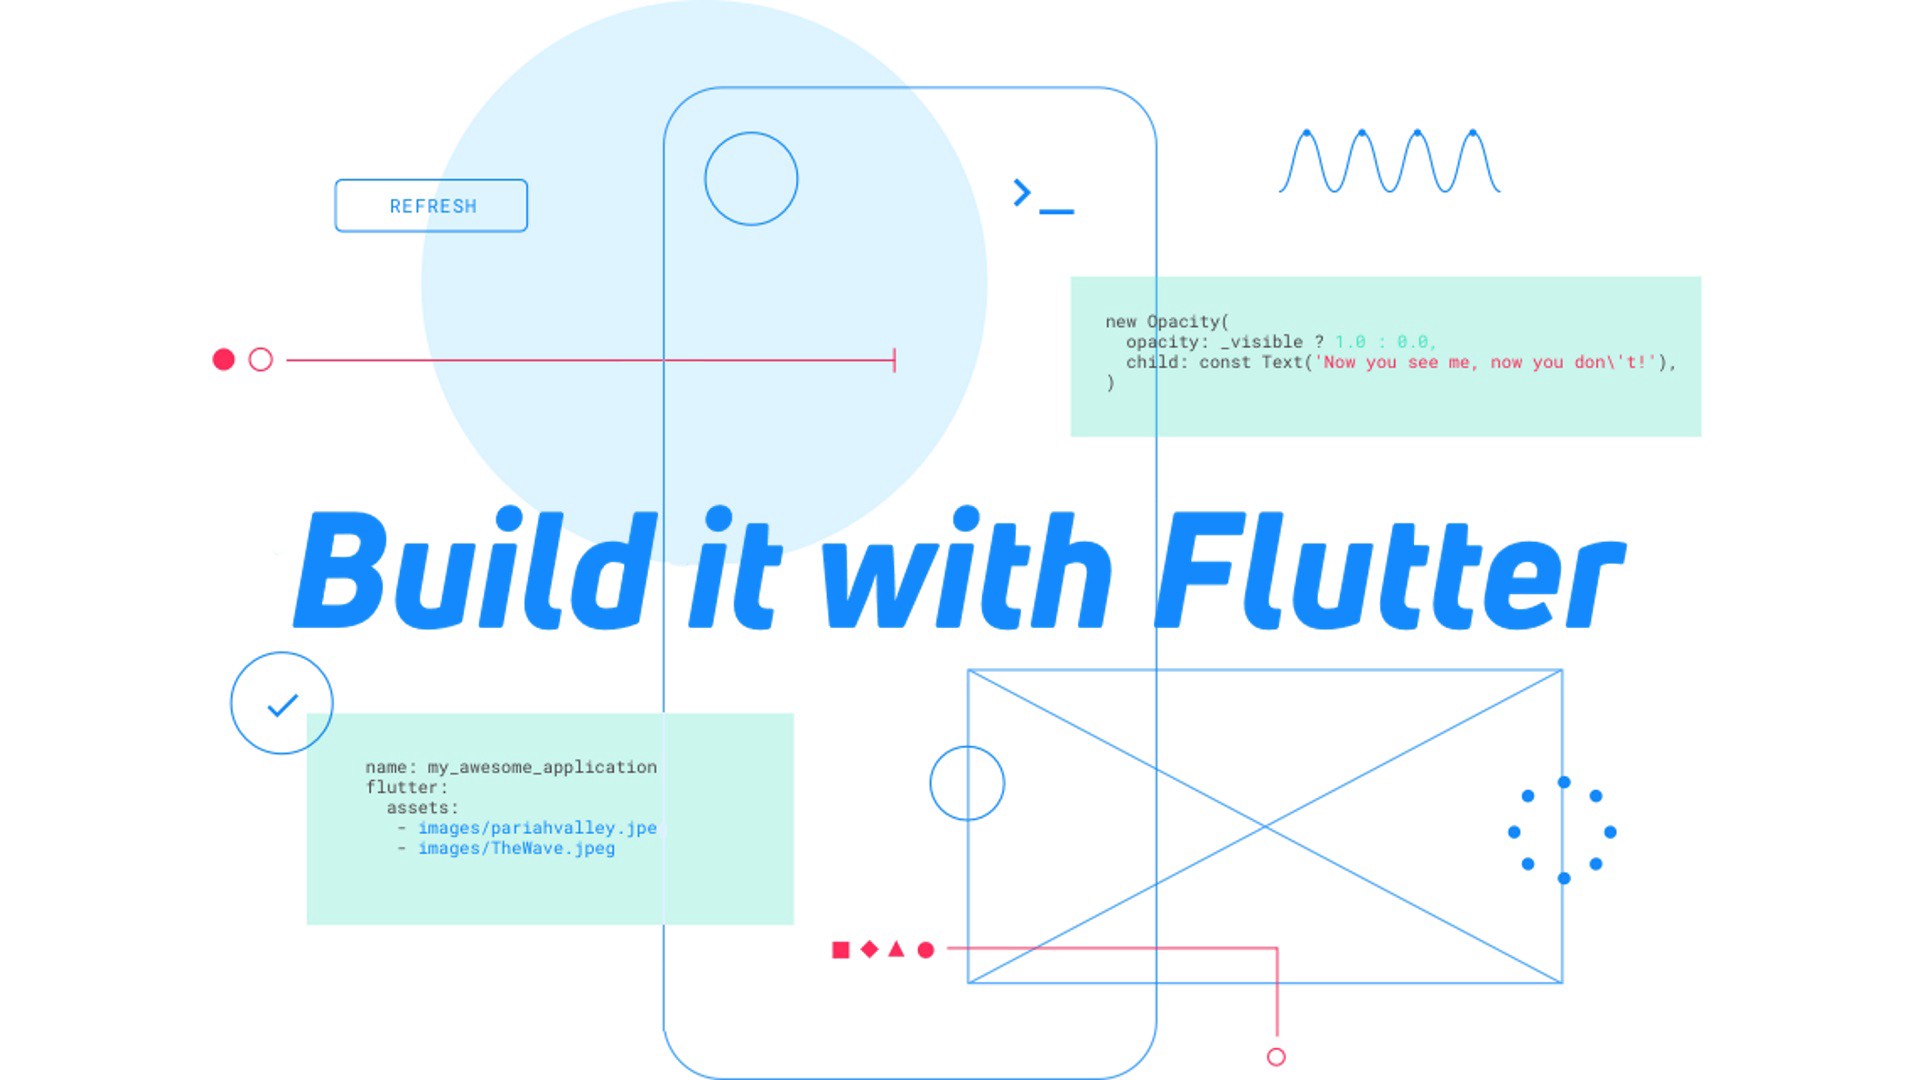 REFRESH
>_
new Opacity(
  opacity: _visible ? 1.0 : 0.0,
  child: const Text('Now you see me, now you don\'t!'),
)
Build it with Flutter
name: my_awesome_application
flutter:
  assets:
   - images/pariahvalley.jpe
   - images/TheWave.jpeg